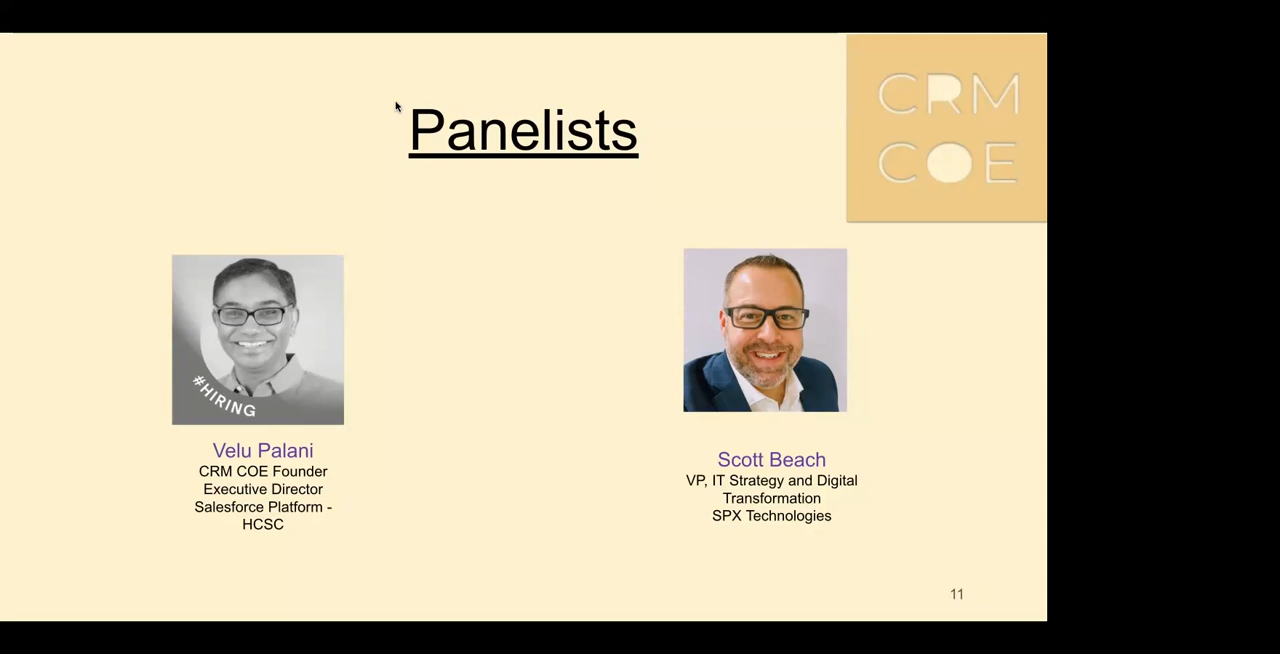 Panelists
CRM
COE
#HIRING
Velu Palani
CRM COE Founder
Executive Director
Salesforce Platform -
HCSC
Scott Beach
VP, IT Strategy and Digital
Transformation
SPX Technologies
11